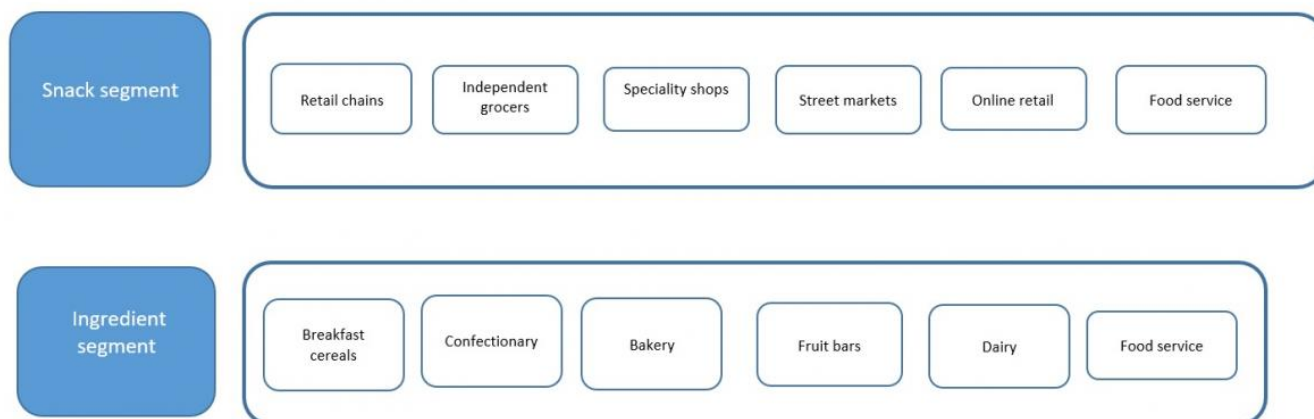 Snack segment
Retail chains
Independent
grocers
Speciality shops
Street markets
Online retail
Food service
Ingredient
segment
Breakfast
cereals
Confectionary
Bakery
Fruit bars
Dairy
Food service